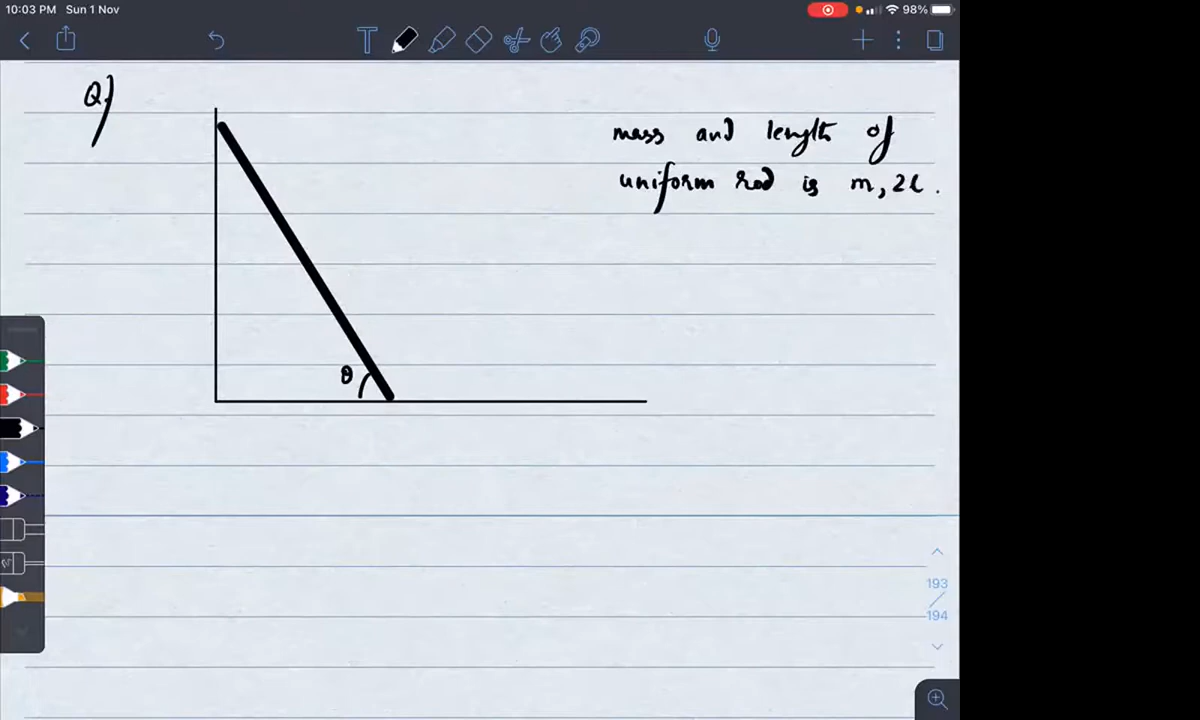 10:03 PM Sun 1 Nov 98%
T
Q)
mass and length of
uniform rod is m, 2l.
θ
193
194